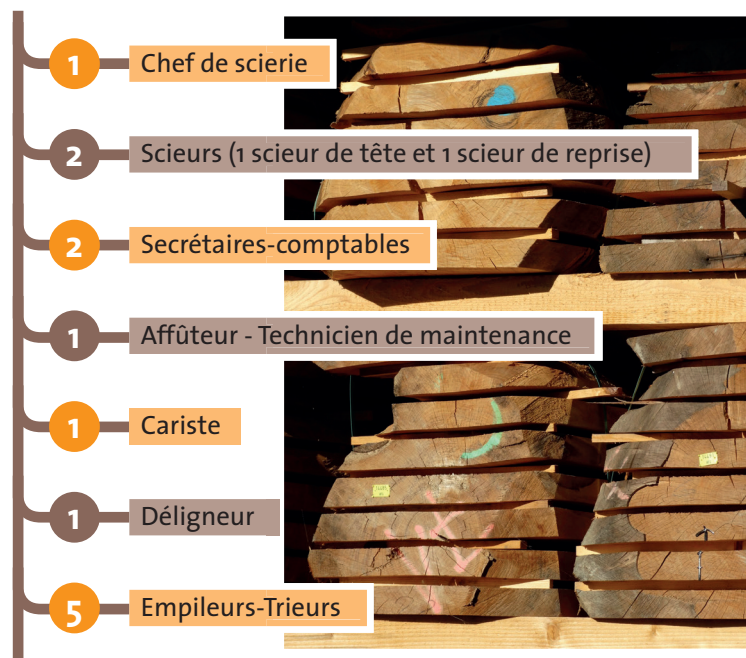 1 Chef de scierie
2 Scieurs (1 scieur de tête et 1 scieur de reprise)
2 Secrétaires-comptables
1 Affûteur - Technicien de maintenance
1 Cariste
1 Déligneur
5 Empileurs-Trieurs